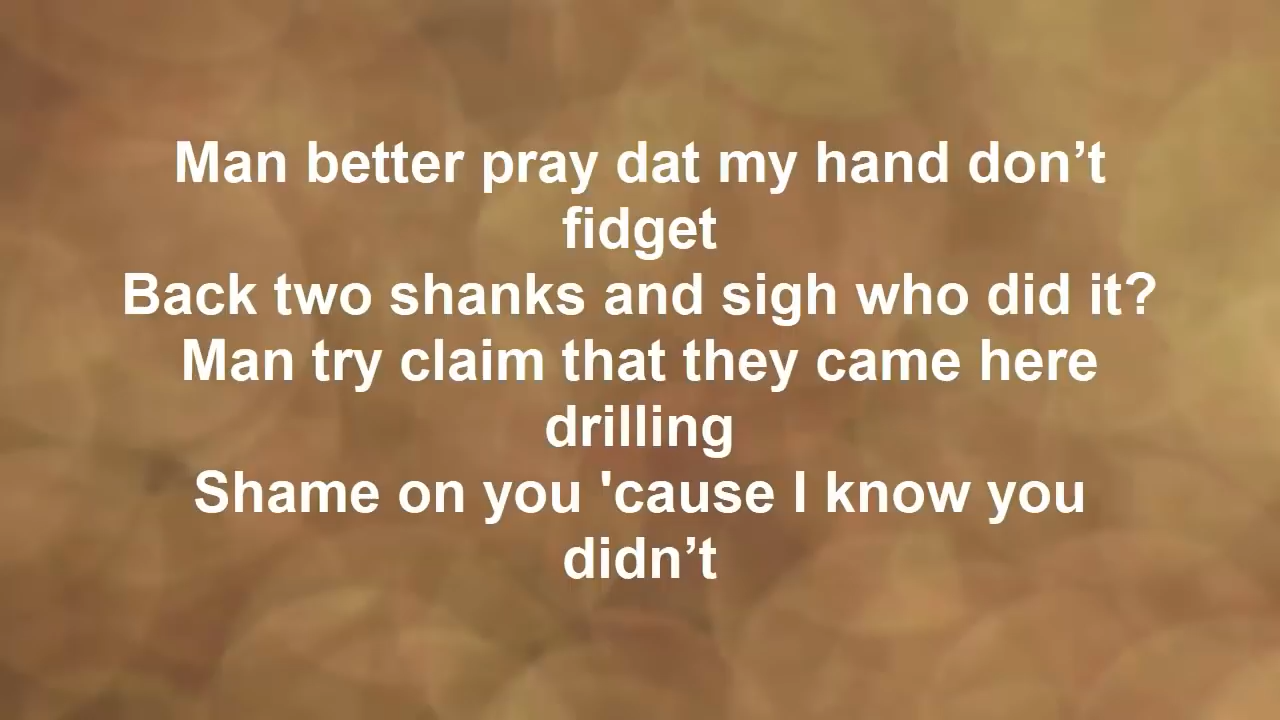 Man better pray dat my hand don’t
fidget
Back two shanks and sigh who did it?
Man try claim that they came here
drilling
Shame on you 'cause I know you
didn’t